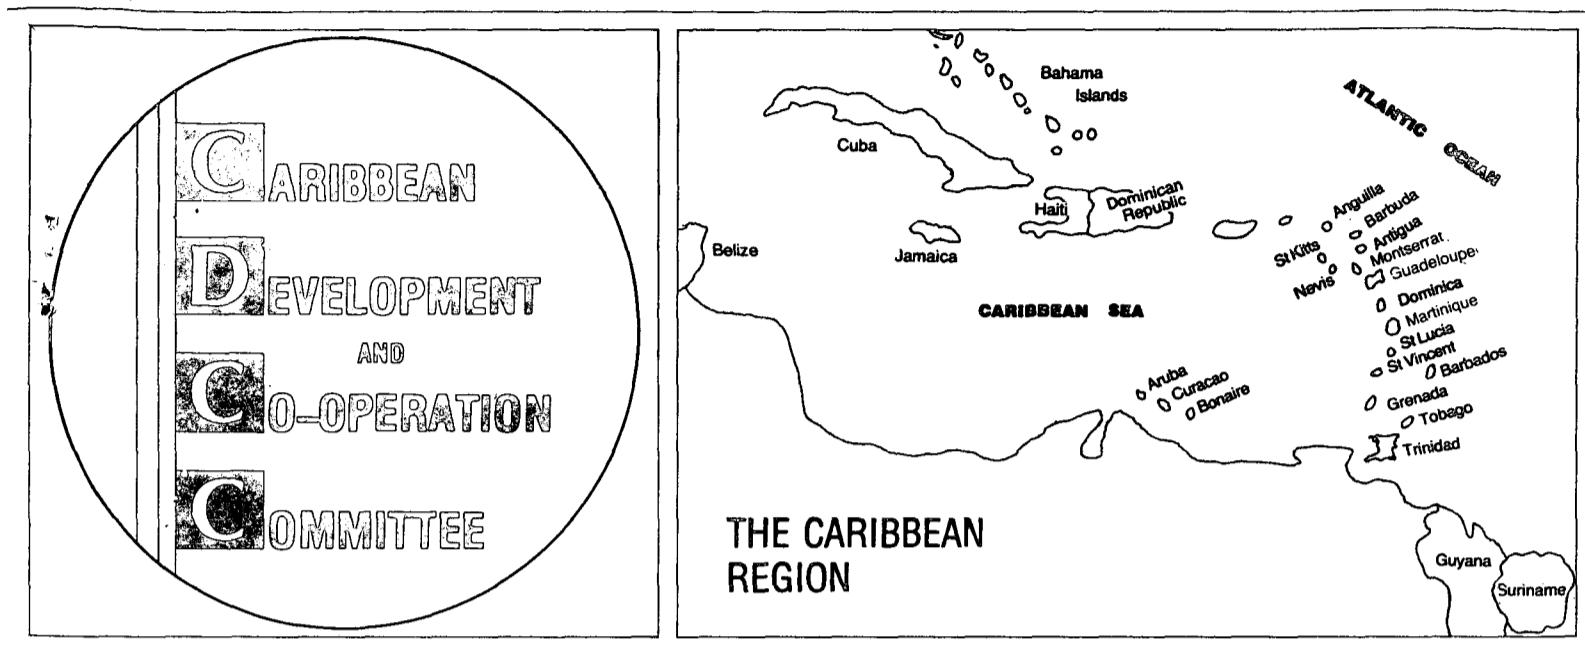 CARIBBEAN
DEVELOPMENT
AND
CO-OPERATION
COMMITTEE
Bahama
Islands
ATLANTIC OCEAN
Cuba
Haiti
Dominican
Republic
Jamaica
Belize
Anguilla
Barbuda
St Kitts
Antigua
Montserrat
Nevis
Guadeloupe
Dominica
Martinique
CARIBBEAN SEA
St Lucia
St Vincent
Barbados
Aruba
Curacao
Bonaire
Grenada
Tobago
Trinidad
THE CARIBBEAN
REGION
Guyana
Suriname